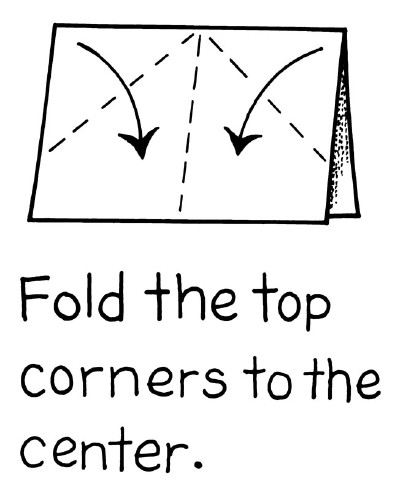 Fold the top
corners to the
center.